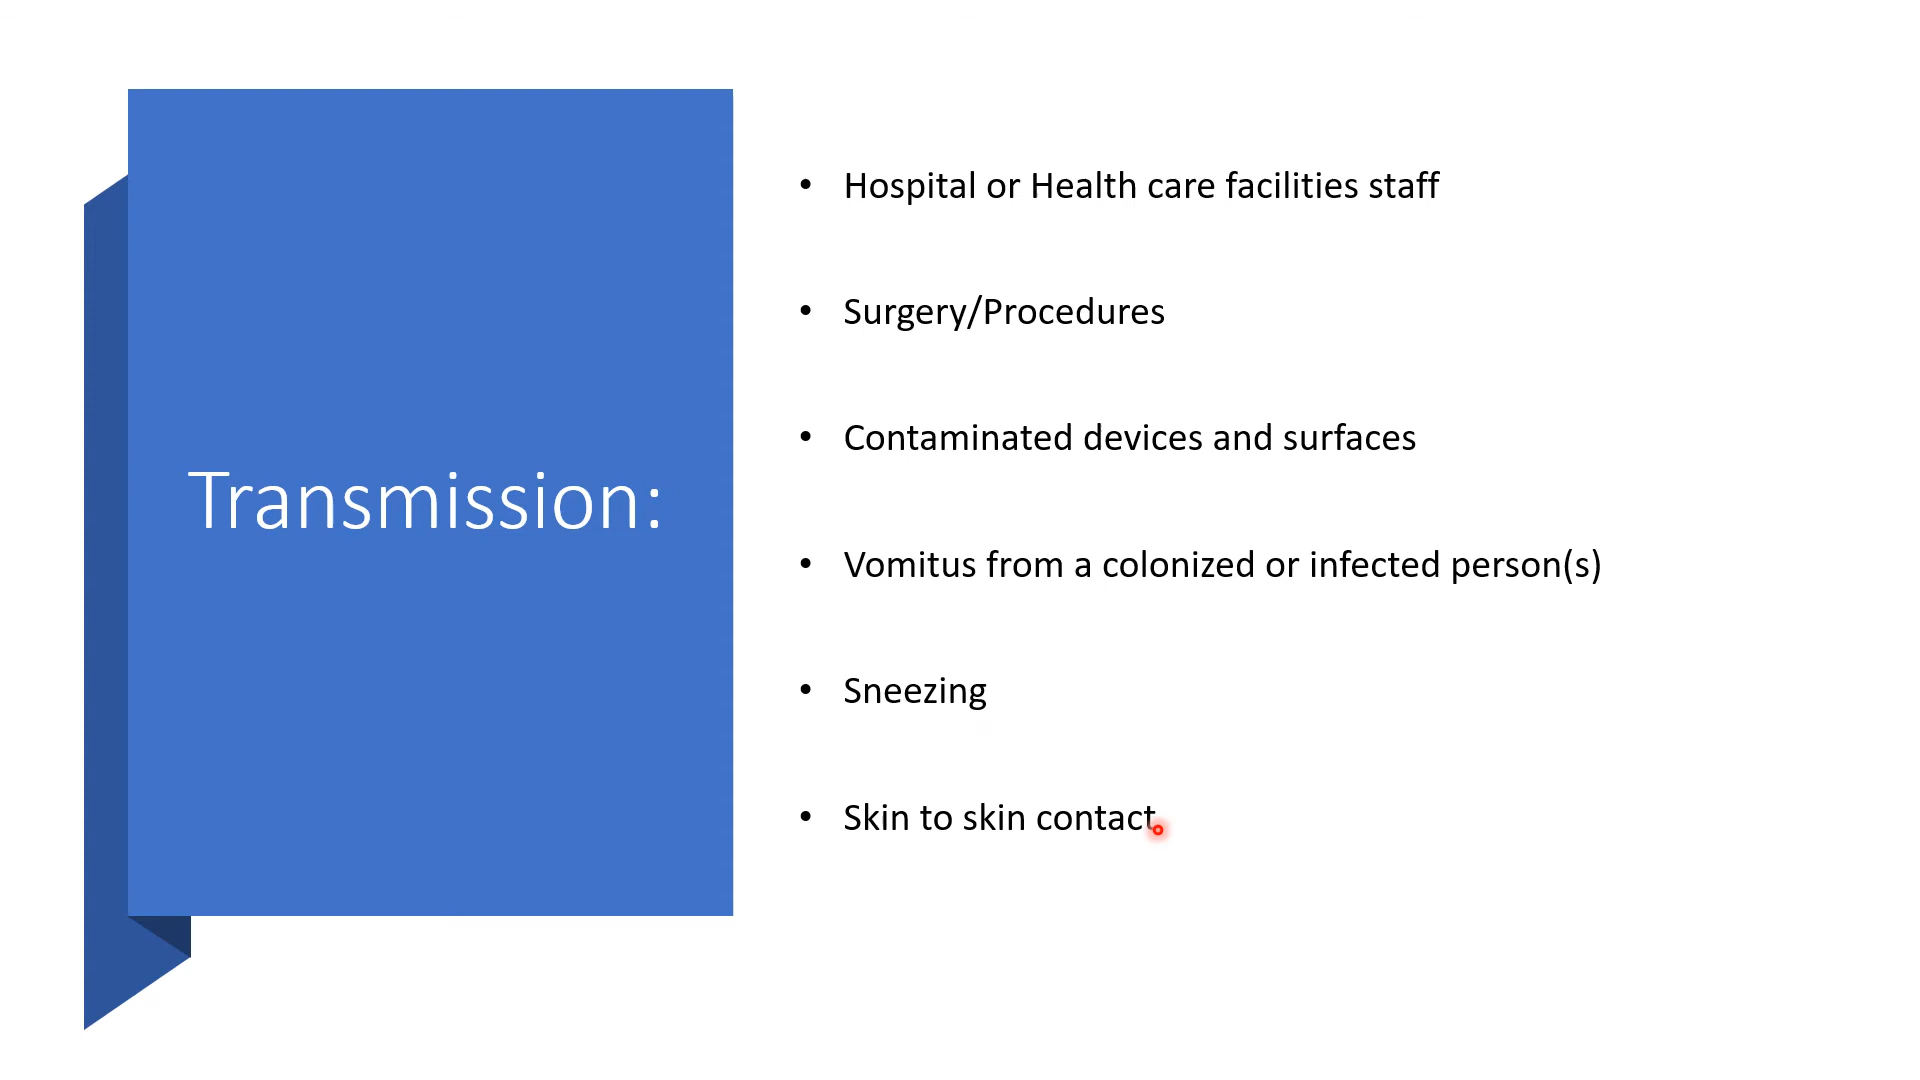 Transmission:
• Hospital or Health care facilities staff
• Surgery/Procedures
• Contaminated devices and surfaces
• Vomitus from a colonized or infected person(s)
• Sneezing
• Skin to skin contact